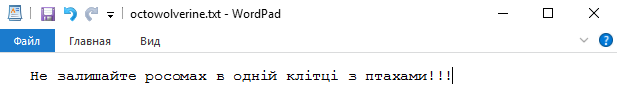 octowolverine.txt - WordPad
Файл Главная Вид
Не залишайте росомах в одній клітці з птахами!!!